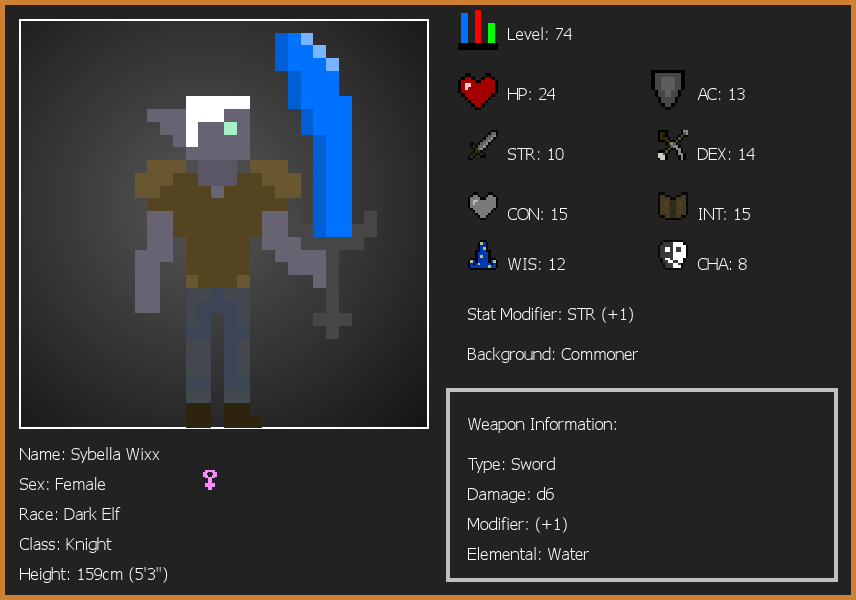 Level: 74
HP: 24
AC: 13
STR: 10
DEX: 14
CON: 15
INT: 15
WIS: 12
CHA: 8
Stat Modifier: STR (+1)
Background: Commoner
Weapon Information:
Type: Sword
Damage: d6
Modifier: (+1)
Elemental: Water
Name: Sybella Wixx
Sex: Female
Race: Dark Elf
Class: Knight
Height: 159cm (5'3")